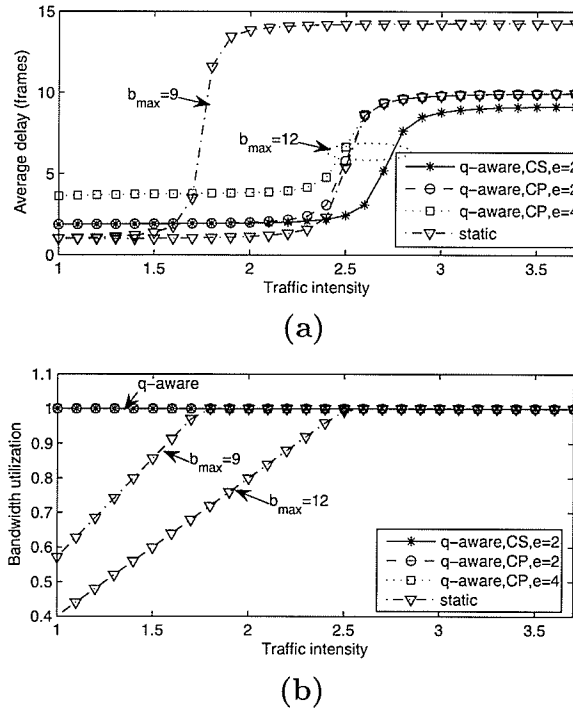 15
10
5
0
Average delay (frames)
b_max=9
b_max=12
q-aware,CS,e=2
q-aware,CP,e=2
q-aware,CP,e=4
static
1 1.5 2 2.5 3 3.5
Traffic intensity
(a)
1.1
1
0.9
0.8
0.7
0.6
0.5
0.4
Bandwidth utilization
q-aware
b_max=9
b_max=12
q-aware,CS,e=2
q-aware,CP,e=2
q-aware,CP,e=4
static
1 1.5 2 2.5 3 3.5
Traffic intensity
(b)